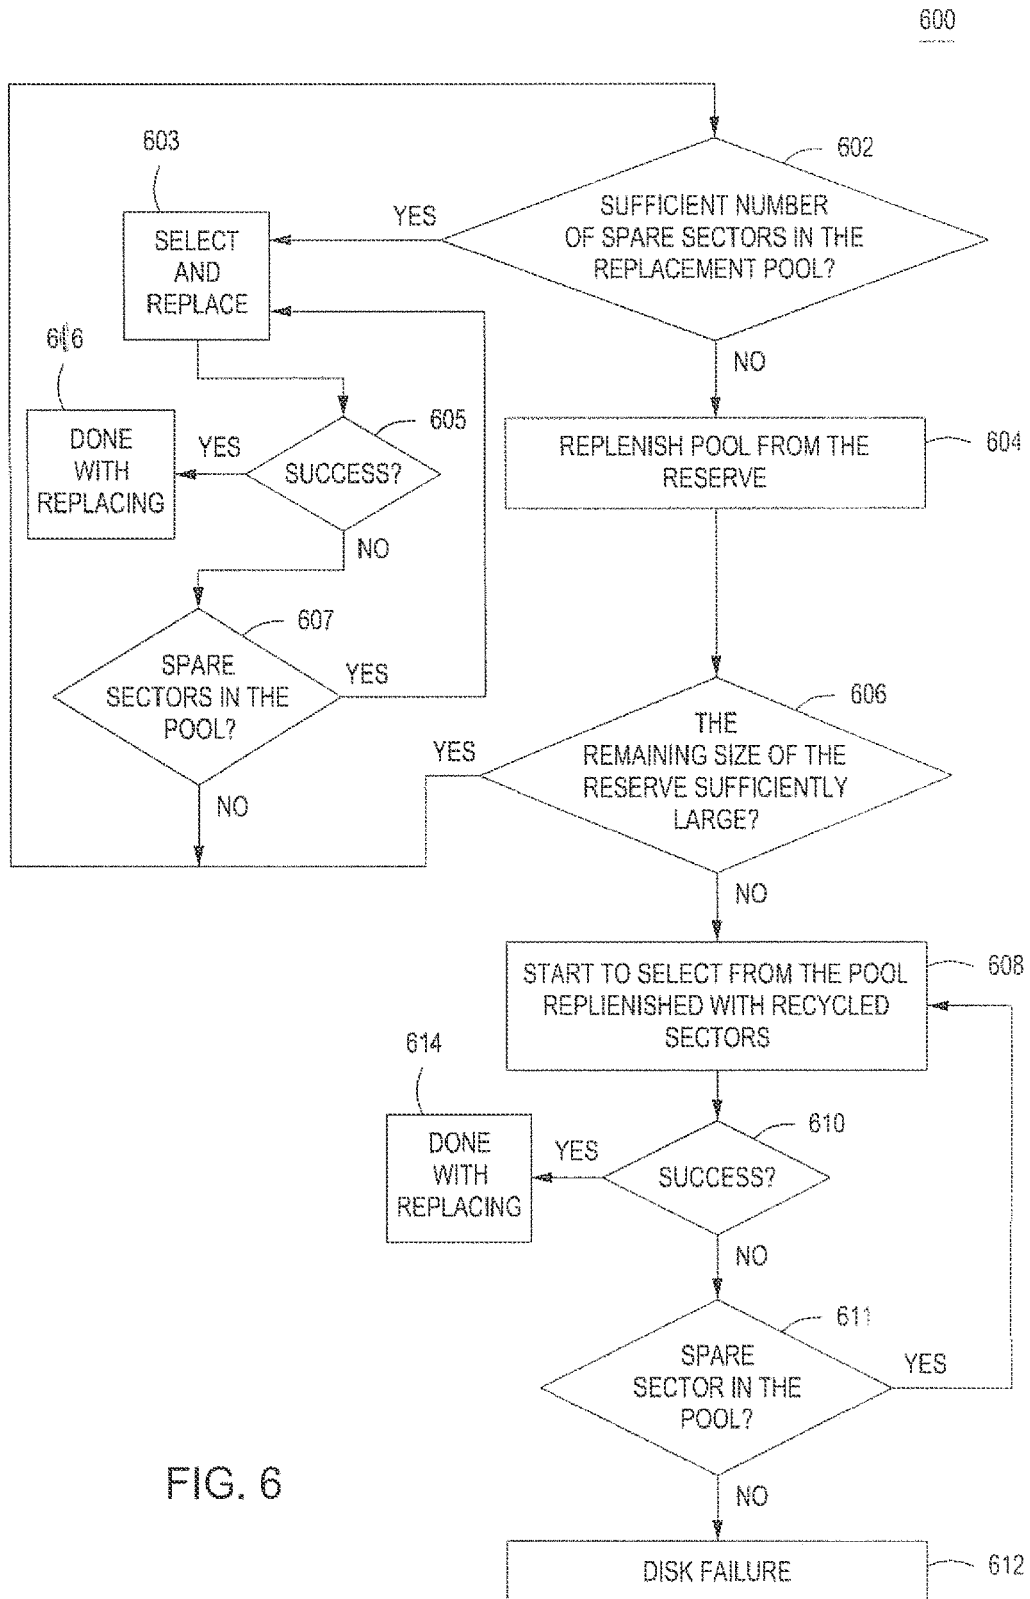 600
603
602
YES
SUFFICIENT NUMBER
OF SPARE SECTORS IN THE
REPLACEMENT POOL?
SELECT
AND
REPLACE
NO
605
604
DONE
WITH
REPLACING
YES
SUCCESS?
REPLENISH POOL FROM THE
RESERVE
NO
607
SPARE
SECTORS IN THE
POOL?
YES
606
YES
THE
REMAINING SIZE OF THE
RESERVE SUFFICIENTLY
LARGE?
NO
NO
608
START TO SELECT FROM THE POOL
REPLIENISHED WITH RECYCLED
SECTORS
614
610
DONE
WITH
REPLACING
YES
SUCCESS?
NO
611
SPARE
SECTOR IN THE
POOL?
YES
FIG. 6
NO
DISK FAILURE
612